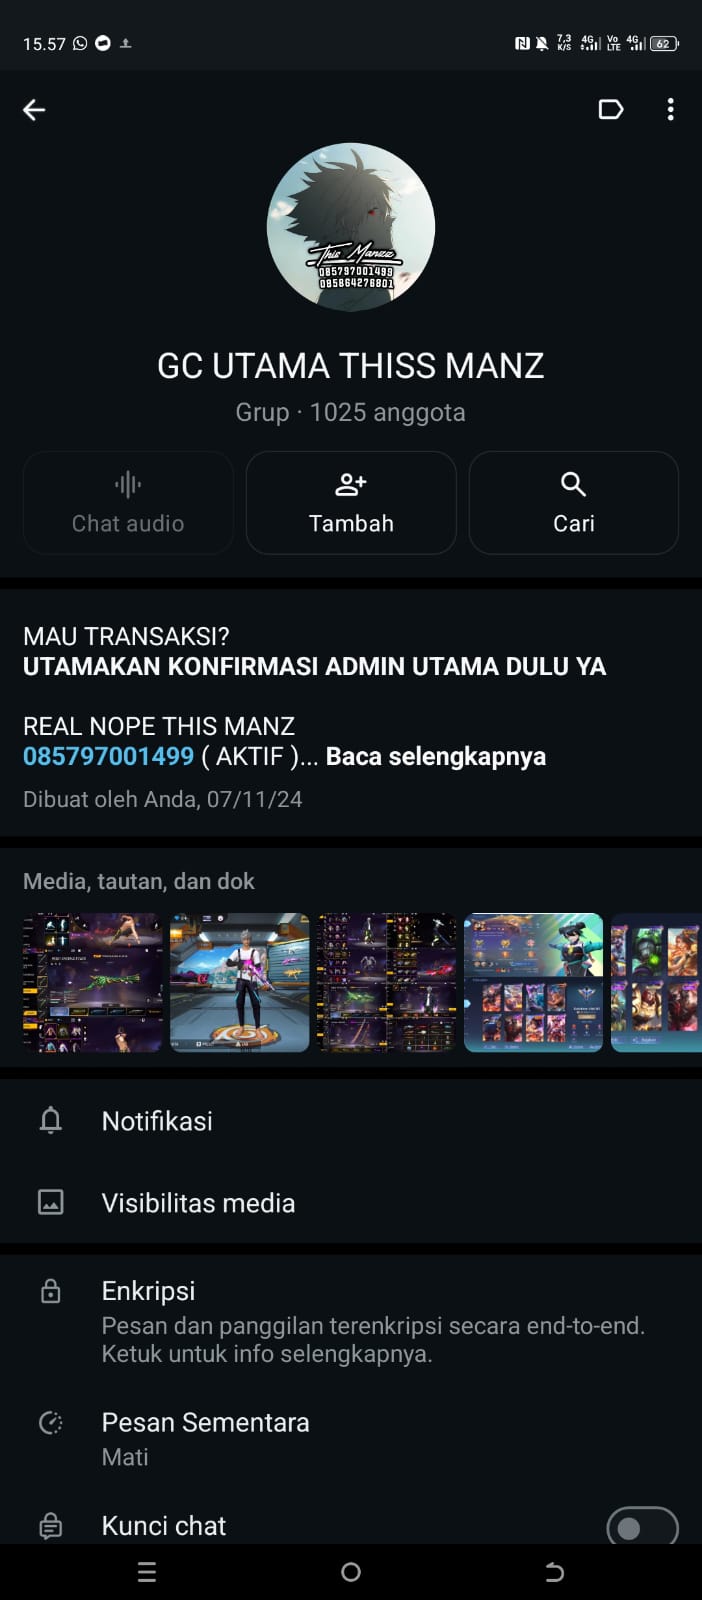 15.57
7,3 K/S 4G Vo LTE 4G 62
This Manzz
085797001499
085864276801
GC UTAMA THISS MANZ
Grup · 1025 anggota
Chat audio
Tambah
Cari
MAU TRANSAKSI?
UTAMAKAN KONFIRMASI ADMIN UTAMA DULU YA
REAL NOPE THIS MANZ
085797001499 ( AKTIF )... Baca selengkapnya
Dibuat oleh Anda, 07/11/24
Media, tautan, dan dok
Notifikasi
Visibilitas media
Enkripsi
Pesan dan panggilan terenkripsi secara end-to-end.
Ketuk untuk info selengkapnya.
Pesan Sementara
Mati
Kunci chat